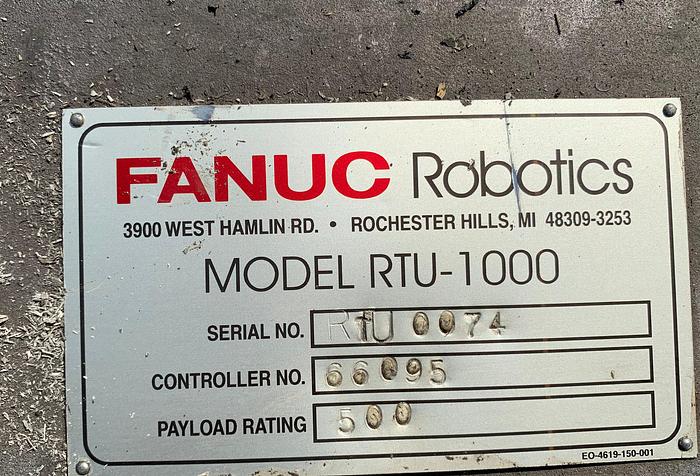 FANUC Robotics
3900 WEST HAMLIN RD. • ROCHESTER HILLS, MI 48309-3253
MODEL RTU-1000
SERIAL NO. RTU 0074
CONTROLLER NO. 66095
PAYLOAD RATING 500
EO-4619-150-001